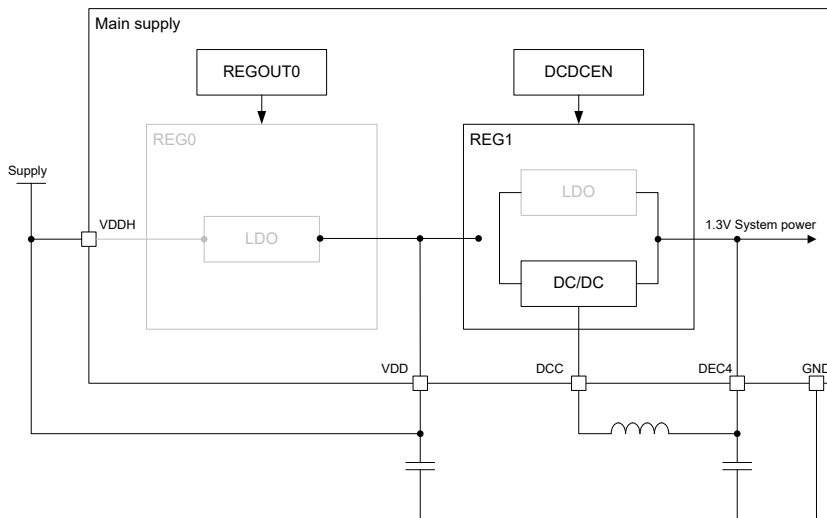 Main supply
REGOUT0
DCDCEN
REG0
REG1
Supply
LDO
VDDH
LDO
1.3V System power
DC/DC
VDD
DCC
DEC4
GND